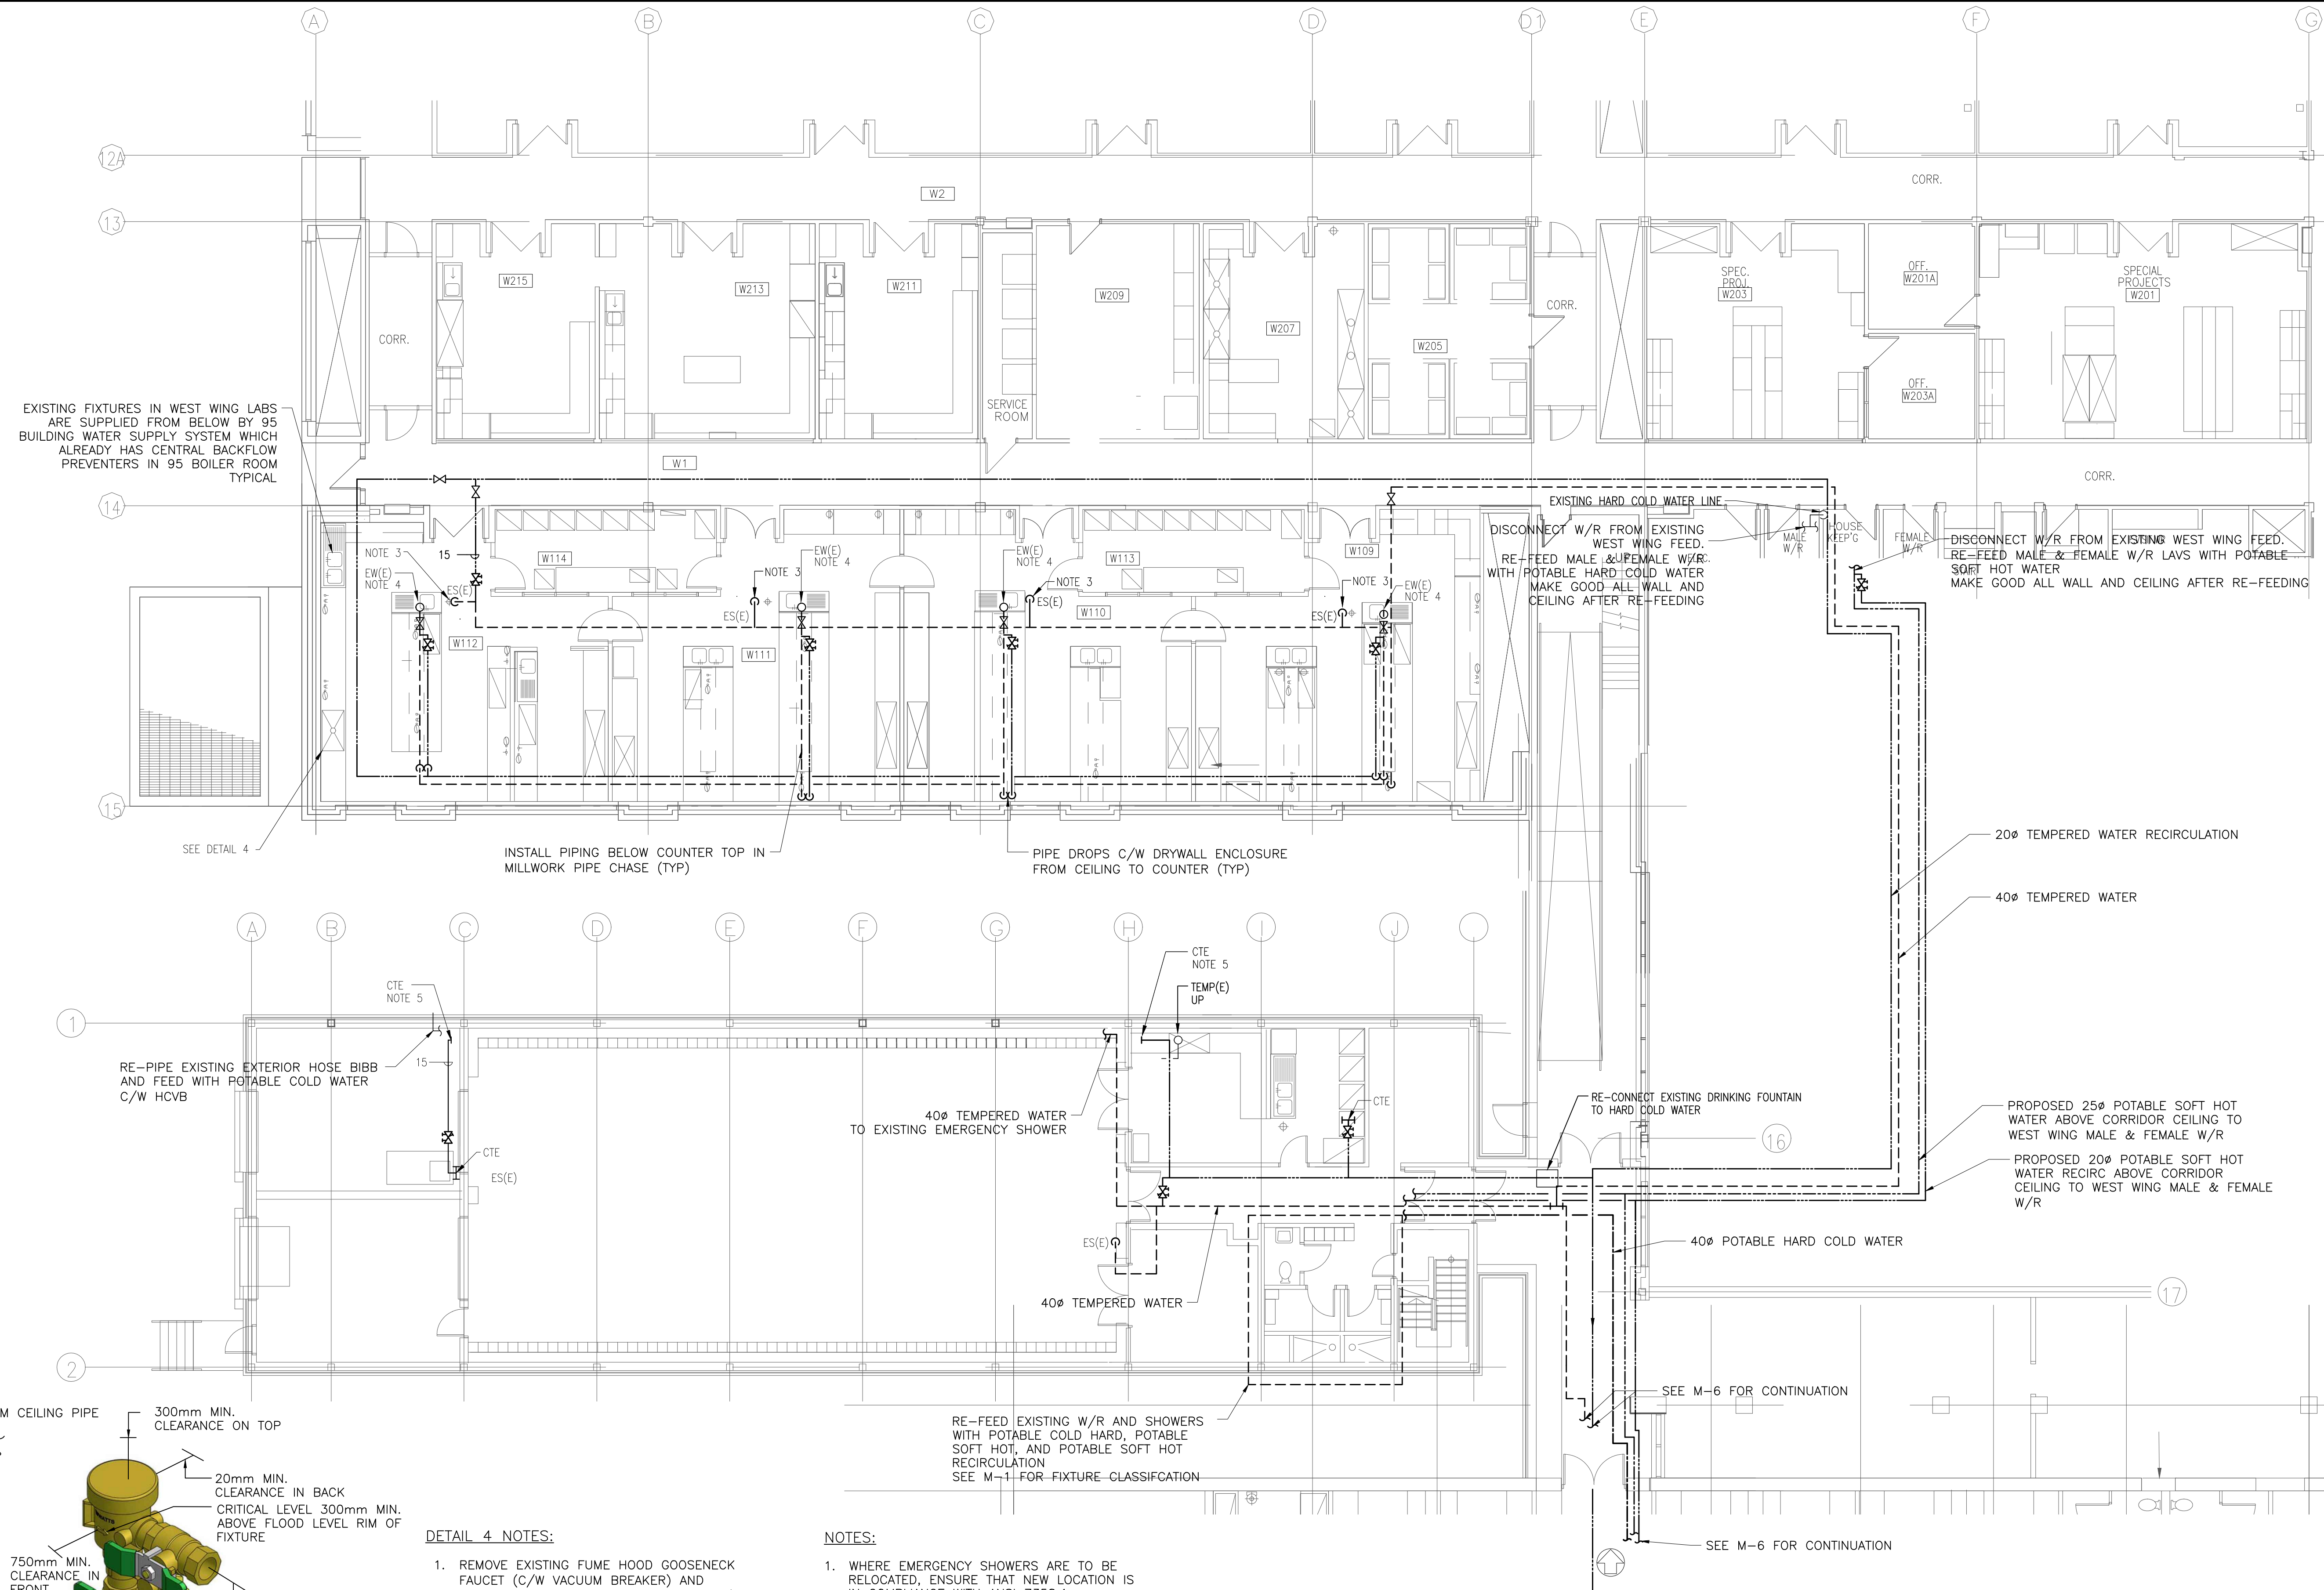 A
B
C
D
D1
E
F
G
12A
13
W2
CORR.
W215
W213
W211
W209
W207
W205
CORR.
SPEC.
PROJ.
W203
OFF.
W201A
OFF.
W203A
SPECIAL
PROJECTS
W201
CORR.
SERVICE
ROOM
W1
CORR.
EXISTING FIXTURES IN WEST WING LABS
ARE SUPPLIED FROM BELOW BY 95
BUILDING WATER SUPPLY SYSTEM WHICH
ALREADY HAS CENTRAL BACKFLOW
PREVENTERS IN 95 BOILER ROOM
TYPICAL
14
NOTE 3
EW(E)
NOTE 4
15
ES(E)
W114
W112
NOTE 3
ES(E)
EW(E)
NOTE 4
W111
EW(E)
NOTE 4
NOTE 3
ES(E)
W113
W110
W109
NOTE 3
ES(E)
EW(E)
NOTE 4
EXISTING HARD COLD WATER LINE
DISCONNECT W/R FROM EXISTING
WEST WING FEED.
RE-FEED MALE & FEMALE W/R
WITH POTABLE HARD COLD WATER
MAKE GOOD ALL WALL AND
CEILING AFTER RE-FEEDING
UP
MALE
W/R
HOUSE
KEEP'G
FEMALE
W/R
DISCONNECT W/R FROM EXISTING WEST WING FEED.
RE-FEED MALE & FEMALE W/R LAVS WITH POTABLE
SOFT HOT WATER
MAKE GOOD ALL WALL AND CEILING AFTER RE-FEEDING
15
SEE DETAIL 4
INSTALL PIPING BELOW COUNTER TOP IN
MILLWORK PIPE CHASE (TYP)
PIPE DROPS C/W DRYWALL ENCLOSURE
FROM CEILING TO COUNTER (TYP)
20ø TEMPERED WATER RECIRCULATION
40ø TEMPERED WATER
A
B
C
D
E
F
G
H
I
J
1
CTE
NOTE 5
RE-PIPE EXISTING EXTERIOR HOSE BIBB
AND FEED WITH POTABLE COLD WATER
C/W HCVB
15
CTE
ES(E)
CTE
NOTE 5
TEMP(E)
UP
40ø TEMPERED WATER
TO EXISTING EMERGENCY SHOWER
CTE
RE-CONNECT EXISTING DRINKING FOUNTAIN
TO HARD COLD WATER
16
PROPOSED 25ø POTABLE SOFT HOT
WATER ABOVE CORRIDOR CEILING TO
WEST WING MALE & FEMALE W/R
PROPOSED 20ø POTABLE SOFT HOT
WATER RECIRC ABOVE CORRIDOR
CEILING TO WEST WING MALE & FEMALE
W/R
ES(E)
40ø POTABLE HARD COLD WATER
40ø TEMPERED WATER
17
2
SEE M-6 FOR CONTINUATION
RE-FEED EXISTING W/R AND SHOWERS
WITH POTABLE COLD HARD, POTABLE
SOFT HOT, AND POTABLE SOFT HOT
RECIRCULATION
SEE M-1 FOR FIXTURE CLASSIFCATION
SEE M-6 FOR CONTINUATION
M CEILING PIPE
300mm MIN.
CLEARANCE ON TOP
20mm MIN.
CLEARANCE IN BACK
CRITICAL LEVEL 300mm MIN.
ABOVE FLOOD LEVEL RIM OF
FIXTURE
750mm MIN.
CLEARANCE IN
FRONT
DETAIL 4 NOTES:
1. REMOVE EXISTING FUME HOOD GOOSENECK
FAUCET (C/W VACUUM BREAKER) AND
NOTES:
1. WHERE EMERGENCY SHOWERS ARE TO BE
RELOCATED, ENSURE THAT NEW LOCATION IS